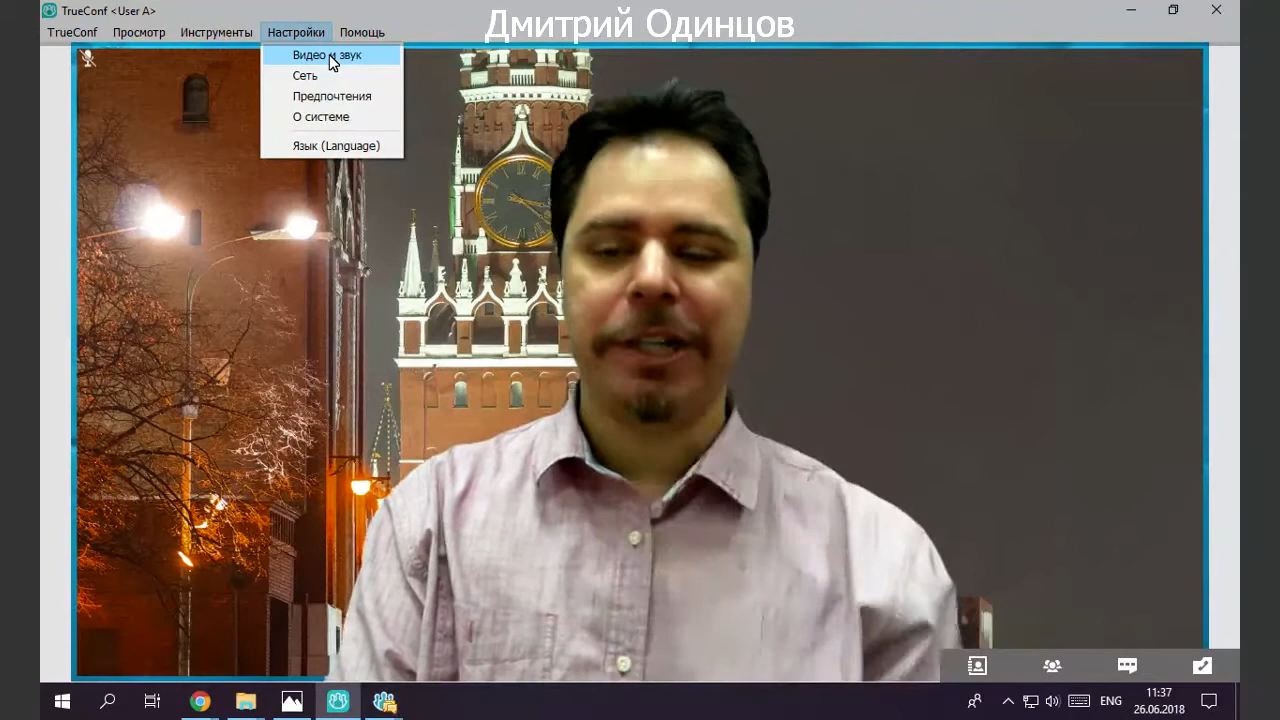 TrueConf <User A>
Дмитрий Одинцов
TrueConf Просмотр Инструменты Настройки Помощь
Видео и звук
Сеть
Предпочтения
О системе
Язык (Language)
ENG
11:37
26.06.2018